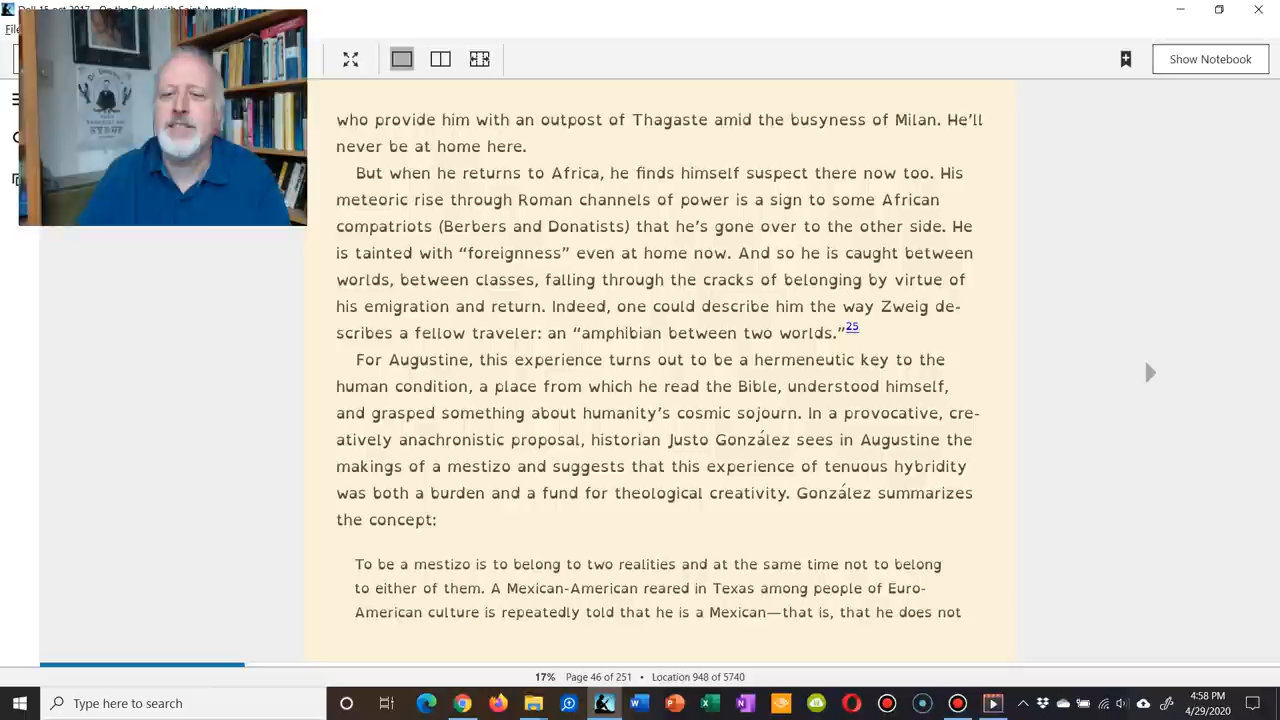 Show Notebook
who provide him with an outpost of Thagaste amid the busyness of Milan. He’ll
never be at home here.
But when he returns to Africa, he finds himself suspect there now too. His
meteoric rise through Roman channels of power is a sign to some African
compatriots (Berbers and Donatists) that he’s gone over to the other side. He
is tainted with “foreignness” even at home now. And so he is caught between
worlds, between classes, falling through the cracks of belonging by virtue of
his emigration and return. Indeed, one could describe him the way Zweig de-
scribes a fellow traveler: an “amphibian between two worlds.”25
For Augustine, this experience turns out to be a hermeneutic key to the
human condition, a place from which he read the Bible, understood himself,
and grasped something about humanity’s cosmic sojourn. In a provocative, cre-
atively anachronistic proposal, historian Justo González sees in Augustine the
makings of a mestizo and suggests that this experience of tenuous hybridity
was both a burden and a fund for theological creativity. González summarizes
the concept:
To be a mestizo is to belong to two realities and at the same time not to belong
to either of them. A Mexican-American reared in Texas among people of Euro-
American culture is repeatedly told that he is a Mexican—that is, that he does not
17% Page 46 of 251 • Location 948 of 5740
Type here to search
4:58 PM
4/29/2020